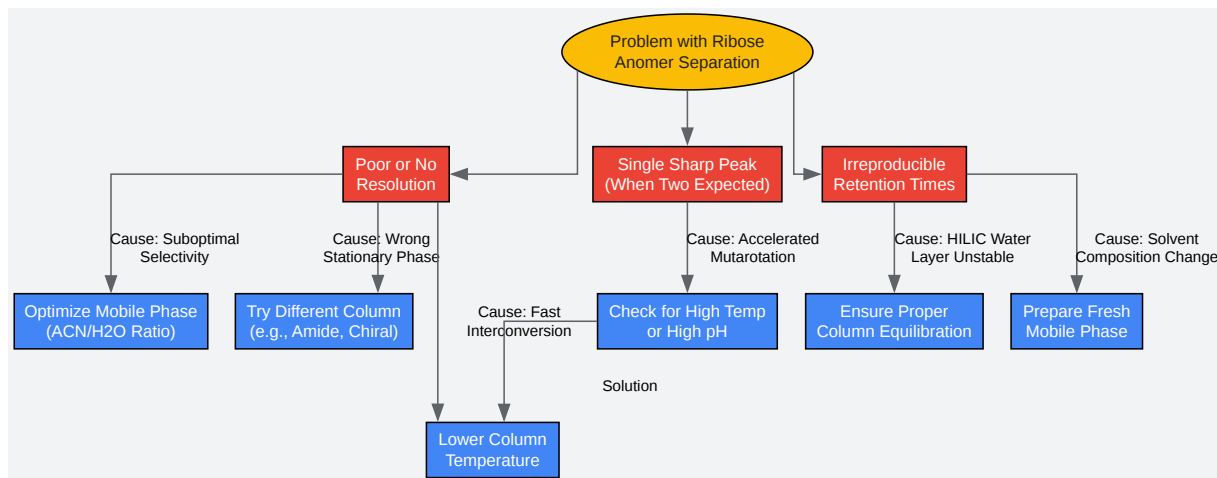 Problem with Ribose
Anomer Separation
Poor or No
Resolution
Single Sharp Peak
(When Two Expected)
Irreproducible
Retention Times
Cause: Suboptimal
Selectivity
Cause: Wrong
Stationary Phase
Cause: Accelerated
Mutarotation
Cause: HILIC Water
Layer Unstable
Cause: Solvent
Composition Change
Optimize Mobile Phase
(ACN/H2O Ratio)
Try Different Column
(e.g., Amide, Chiral)
Cause: Fast
Interconversion
Check for High Temp
or High pH
Ensure Proper
Column Equilibration
Prepare Fresh
Mobile Phase
Solution
Lower Column
Temperature